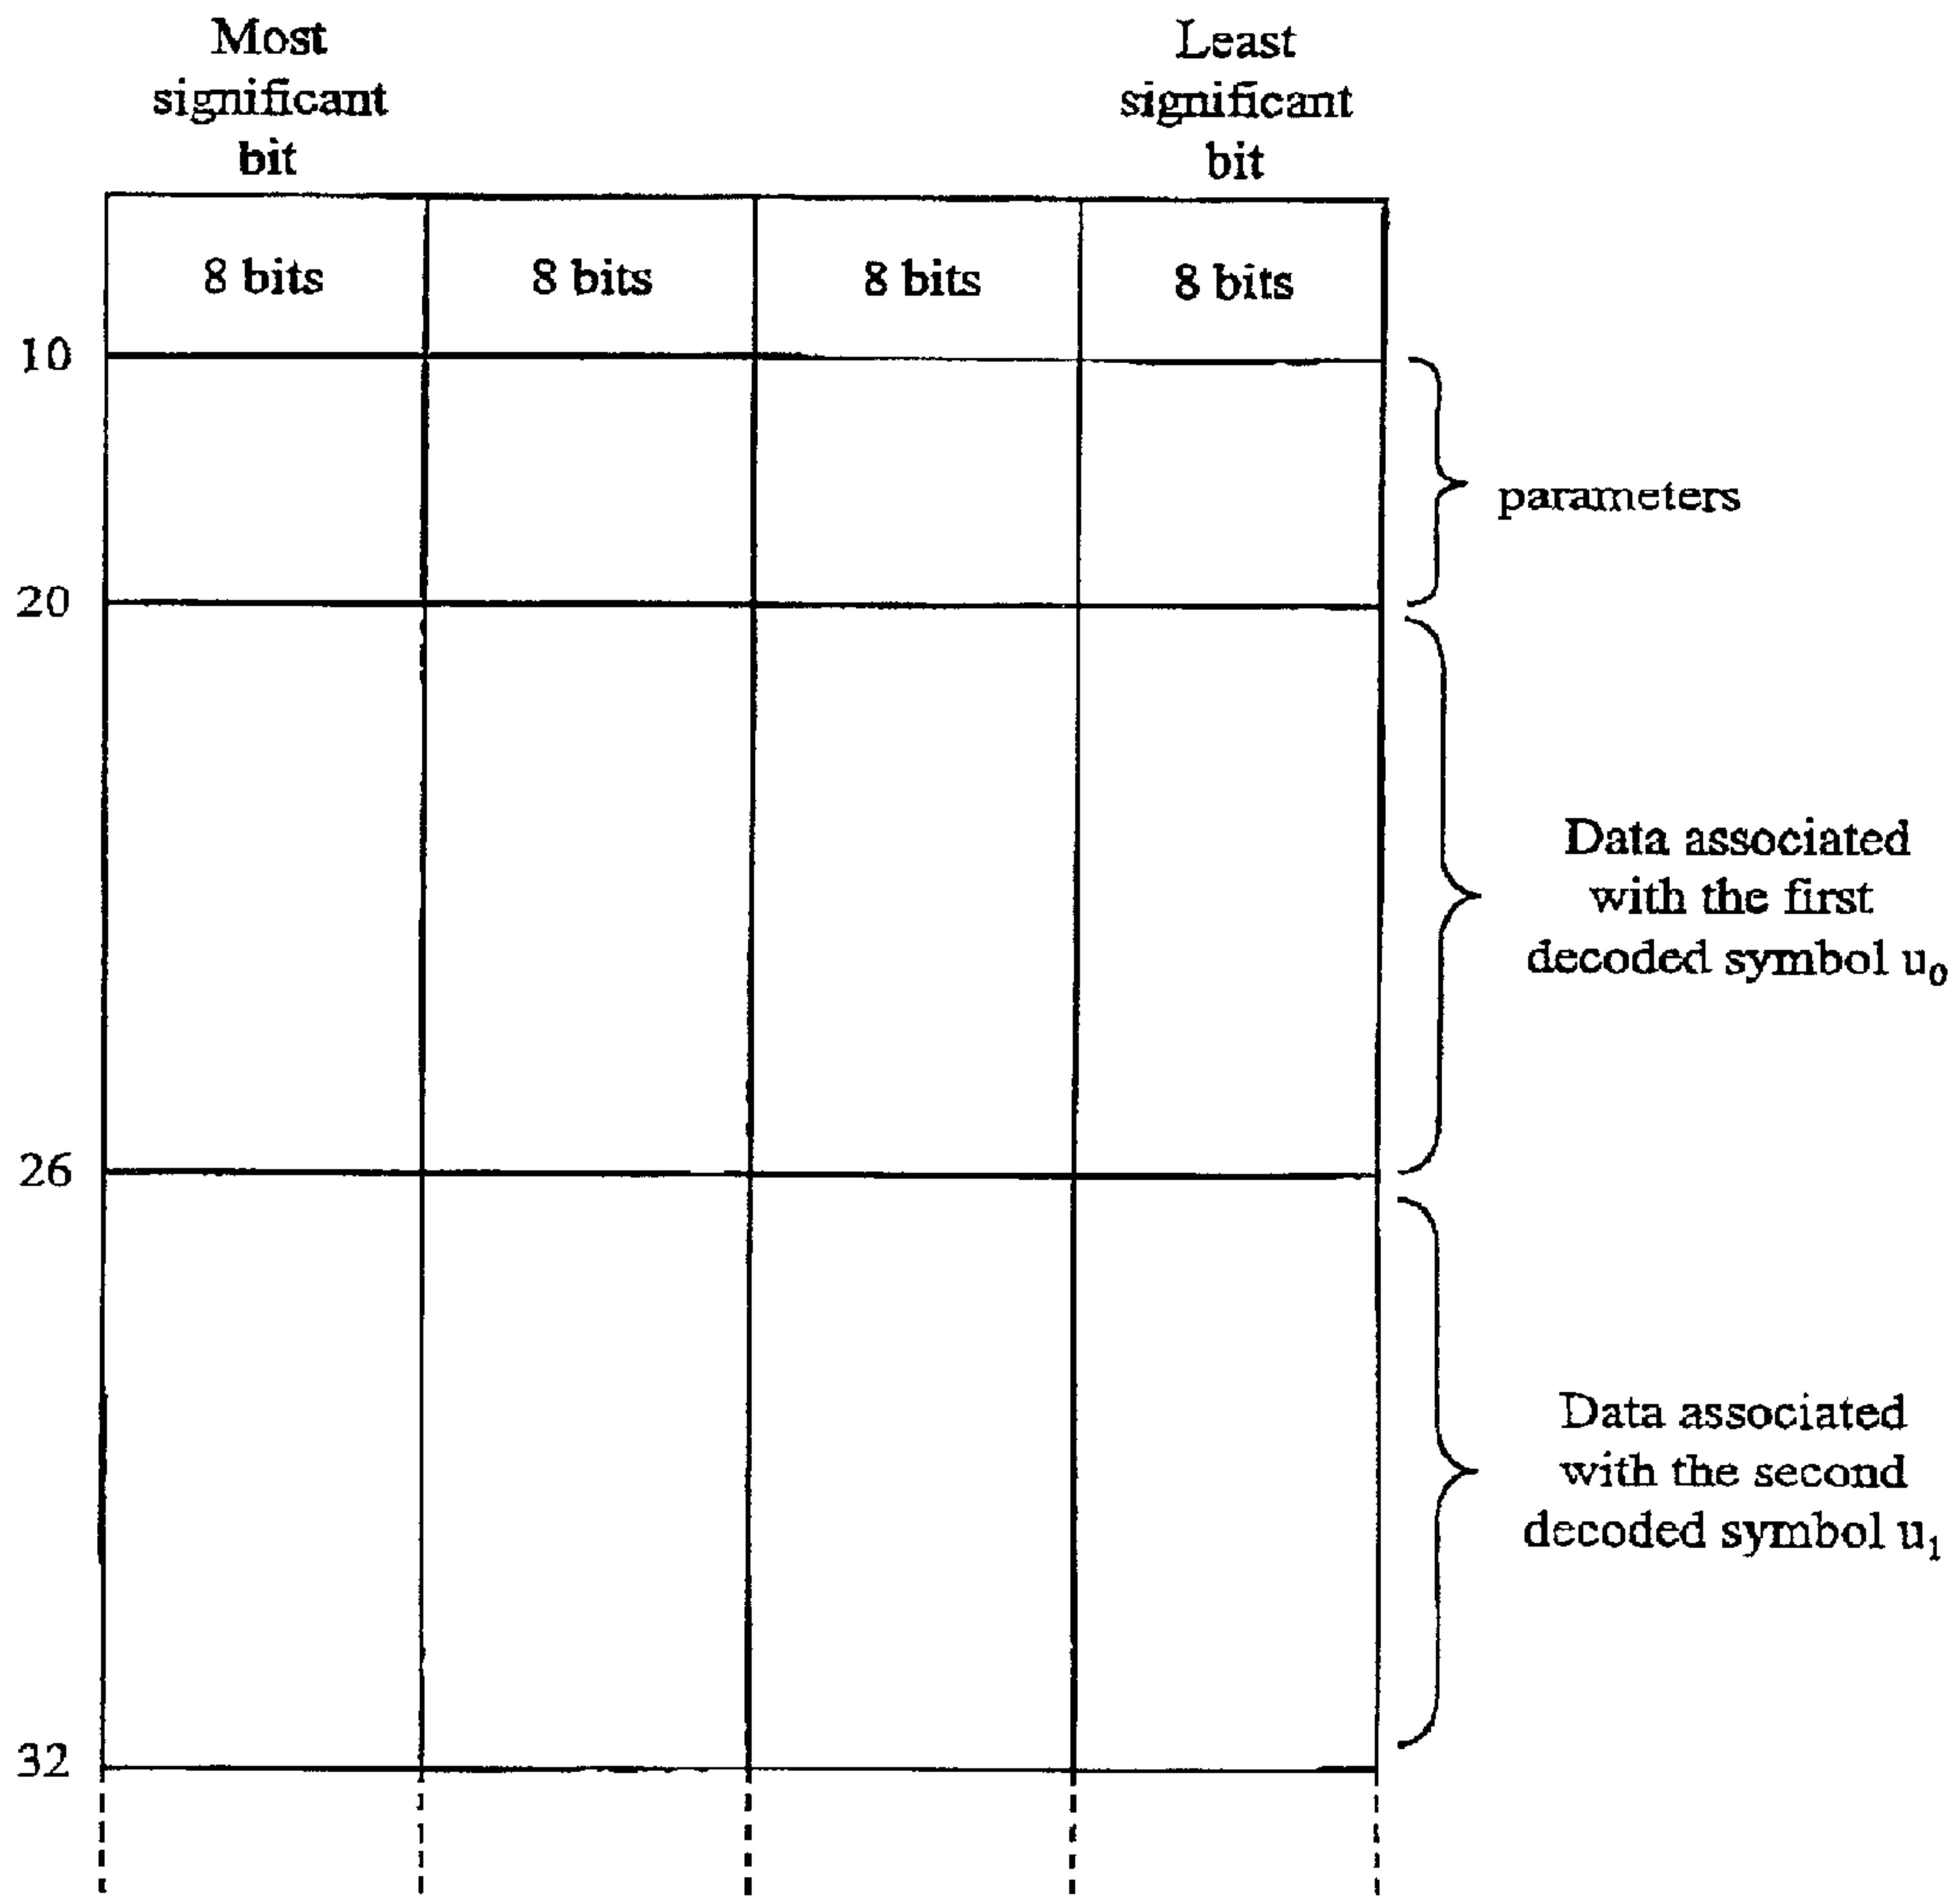 Most
significant
bit
Least
significant
bit
8 bits
8 bits
8 bits
8 bits
10
parameters
20
Data associated
with the first
decoded symbol u₀
26
Data associated
with the second
decoded symbol u₁
32